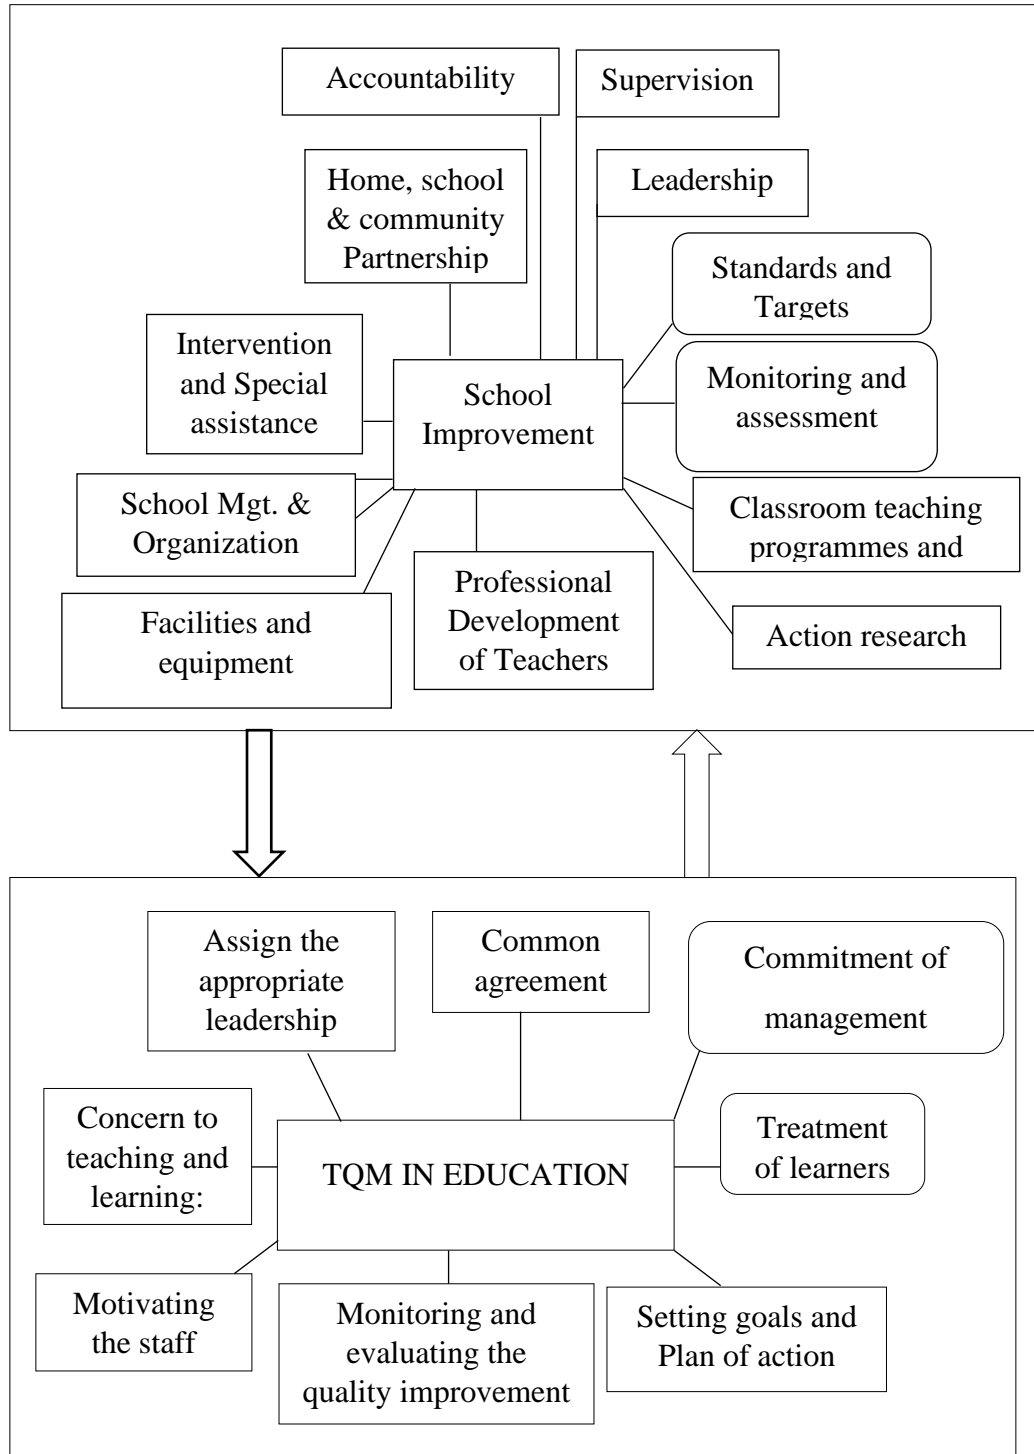 Accountability
Supervision
Home, school
& community
Partnership
Leadership
Standards and
Targets
Intervention
and Special
assistance
School
Improvement
Monitoring and
assessment
School Mgt. &
Organization
Classroom teaching
programmes and
Facilities and
equipment
Professional
Development
of Teachers
Action research
Assign the
appropriate
leadership
Common
agreement
Commitment of
management
Concern to
teaching and
learning:
TQM IN EDUCATION
Treatment
of learners
Motivating
the staff
Monitoring and
evaluating the
quality improvement
Setting goals and
Plan of action